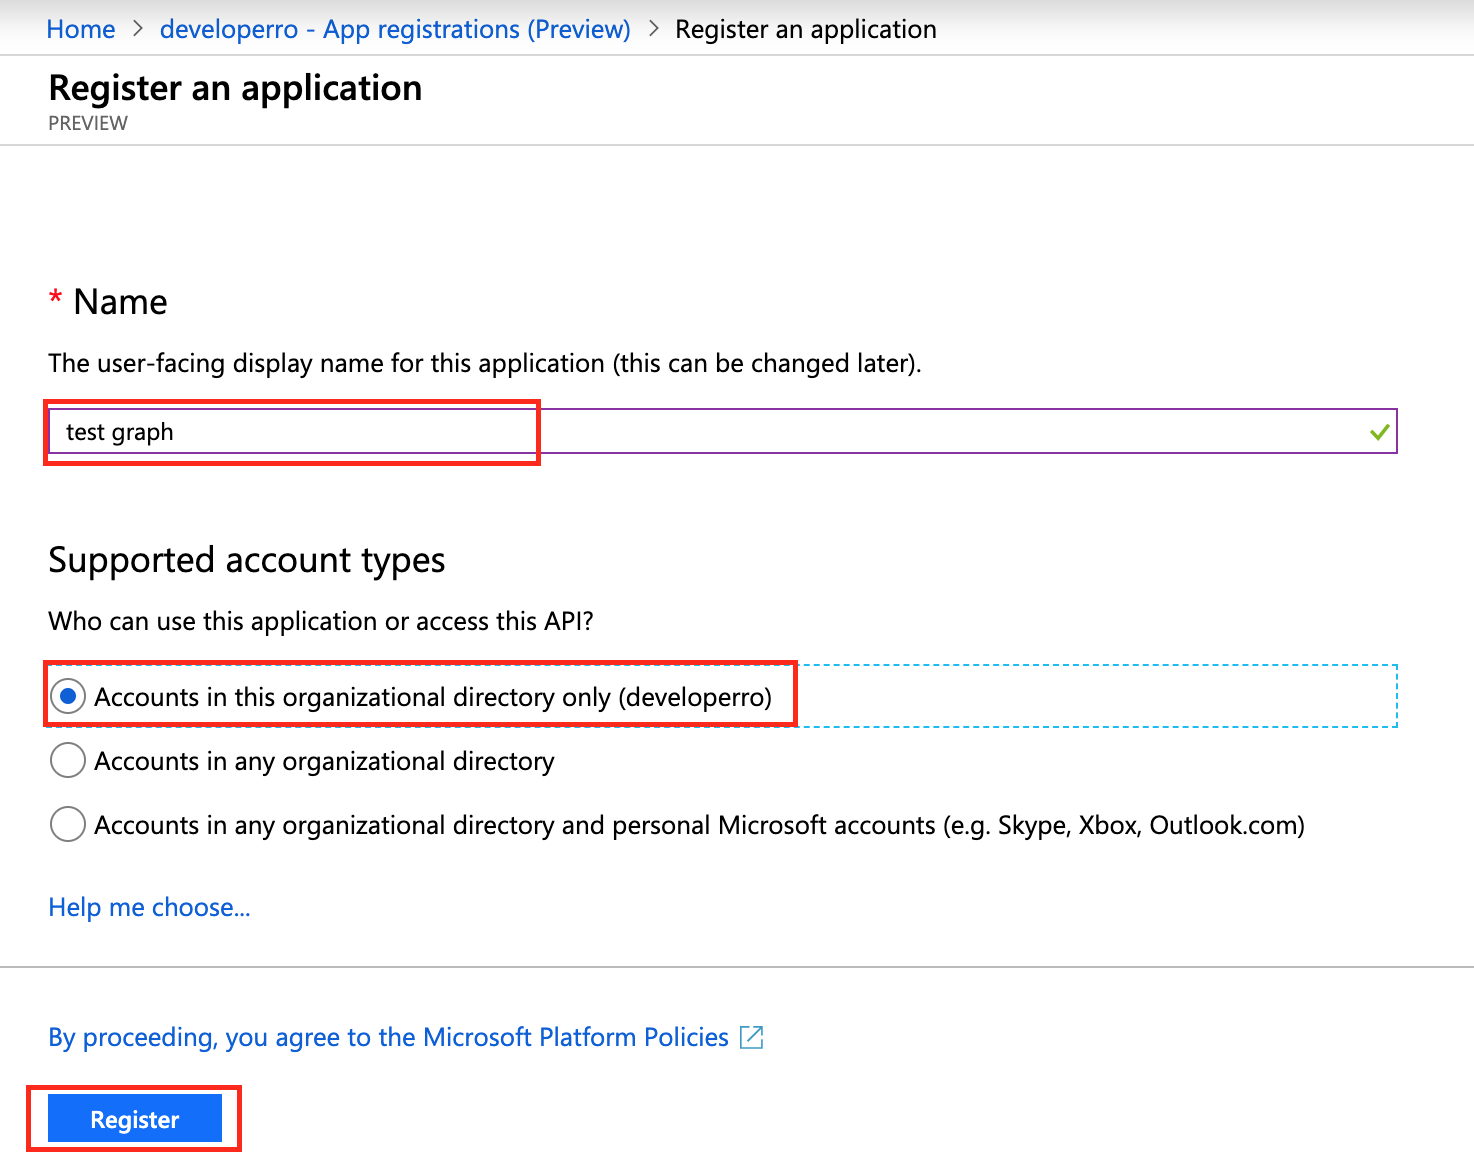 Home > developerro - App registrations (Preview) > Register an application
Register an application
PREVIEW
* Name
The user-facing display name for this application (this can be changed later).
test graph
Supported account types
Who can use this application or access this API?
Accounts in this organizational directory only (developerro)
Accounts in any organizational directory
Accounts in any organizational directory and personal Microsoft accounts (e.g. Skype, Xbox, Outlook.com)
Help me choose...
By proceeding, you agree to the Microsoft Platform Policies
Register